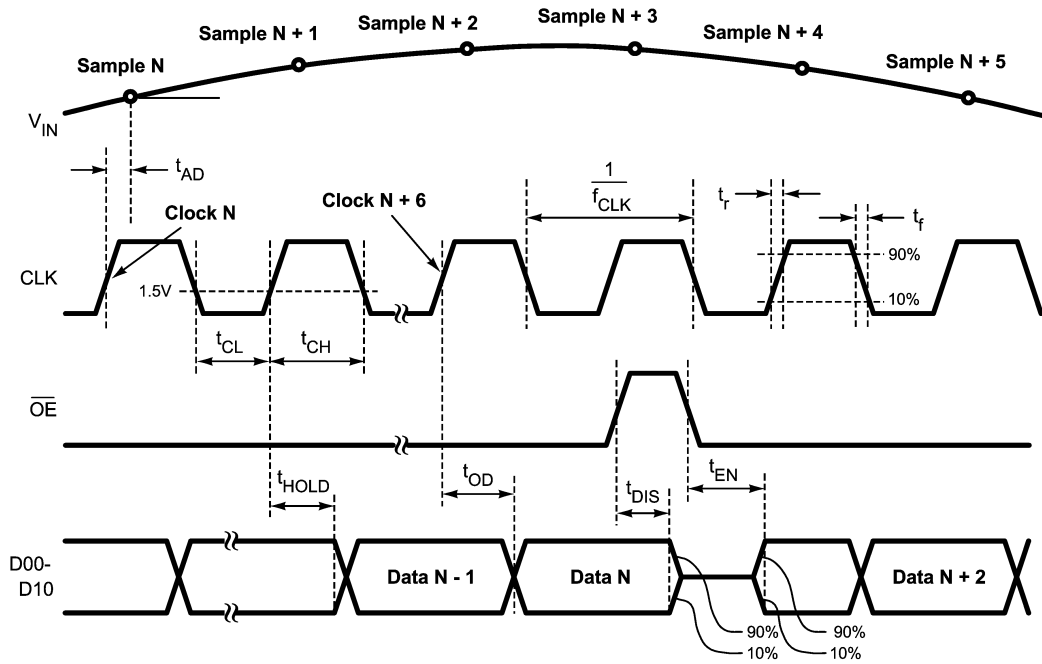 Sample N
Sample N + 1
Sample N + 2
Sample N + 3
Sample N + 4
Sample N + 5
VIN
tAD
Clock N
Clock N + 6
1
fCLK
tr
tf
CLK
1.5V
90%
10%
tCL
tCH
OE
tHOLD
tOD
tDIS
tEN
D00-
D10
Data N - 1
Data N
Data N + 2
90%
10%
90%
10%